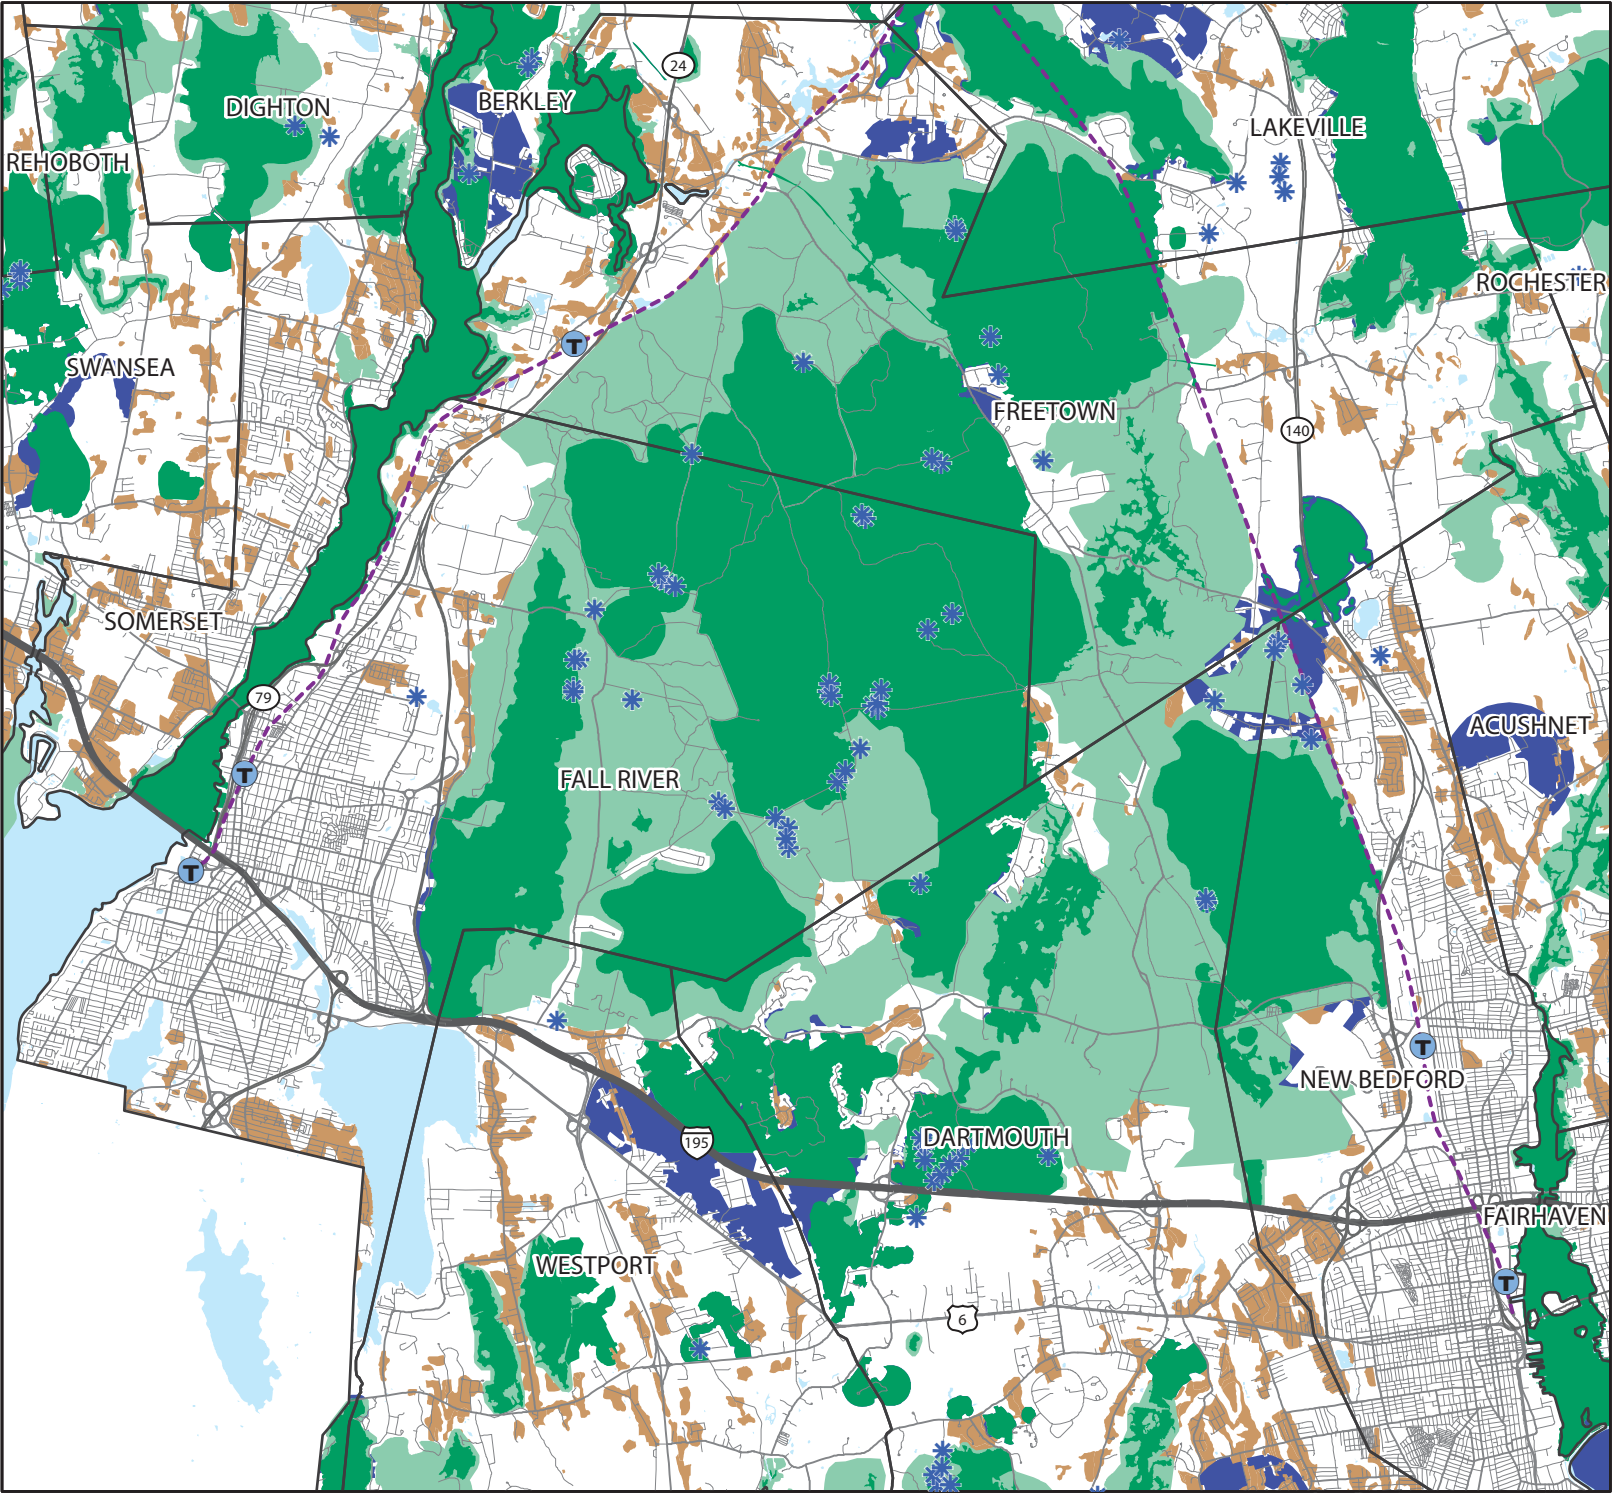 24
BERKLEY
DIGHTON
LAKEVILLE
REHOBOTH
ROCHESTER
T
SWANSEA
FREETOWN
140
SOMERSET
79
ACUSHNET
T
FALL RIVER
T
T
NEW BEDFORD
DARTMOUTH
195
FAIRHAVEN
WESTPORT
T
6